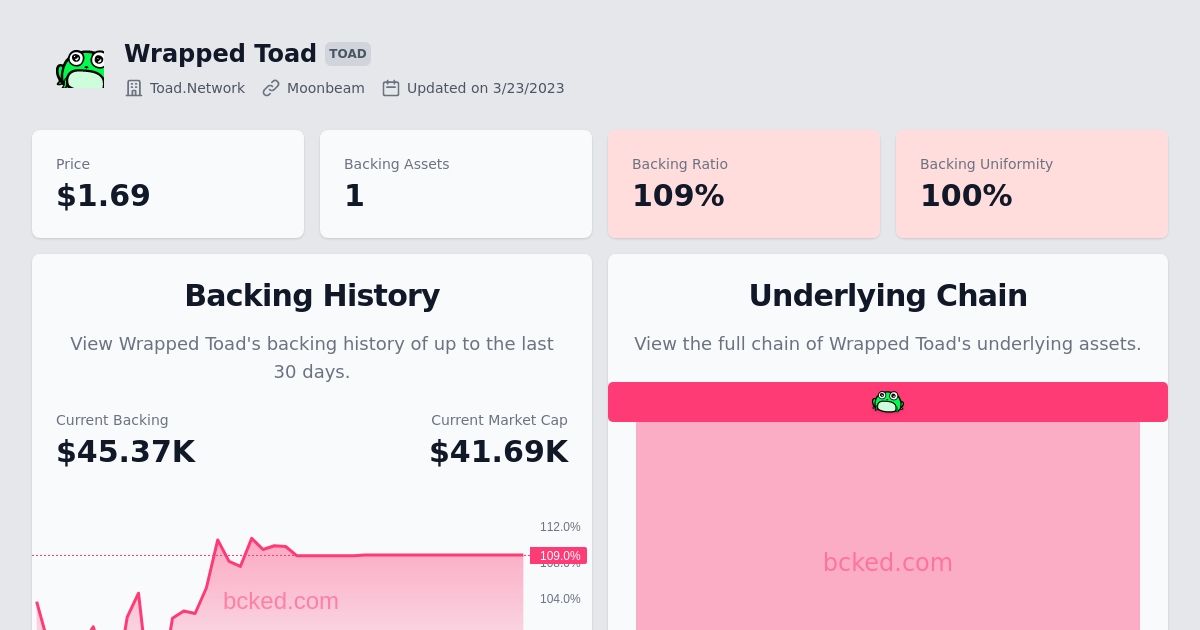 Wrapped Toad TOAD
Toad.Network Moonbeam Updated on 3/23/2023
Price
$1.69
Backing Assets
1
Backing Ratio
109%
Backing Uniformity
100%
Backing History
View Wrapped Toad's backing history of up to the last
30 days.
Current Backing
$45.37K
Current Market Cap
$41.69K
112.0%
109.0%
108.0%
104.0%
bcked.com
Underlying Chain
View the full chain of Wrapped Toad's underlying assets.
bcked.com